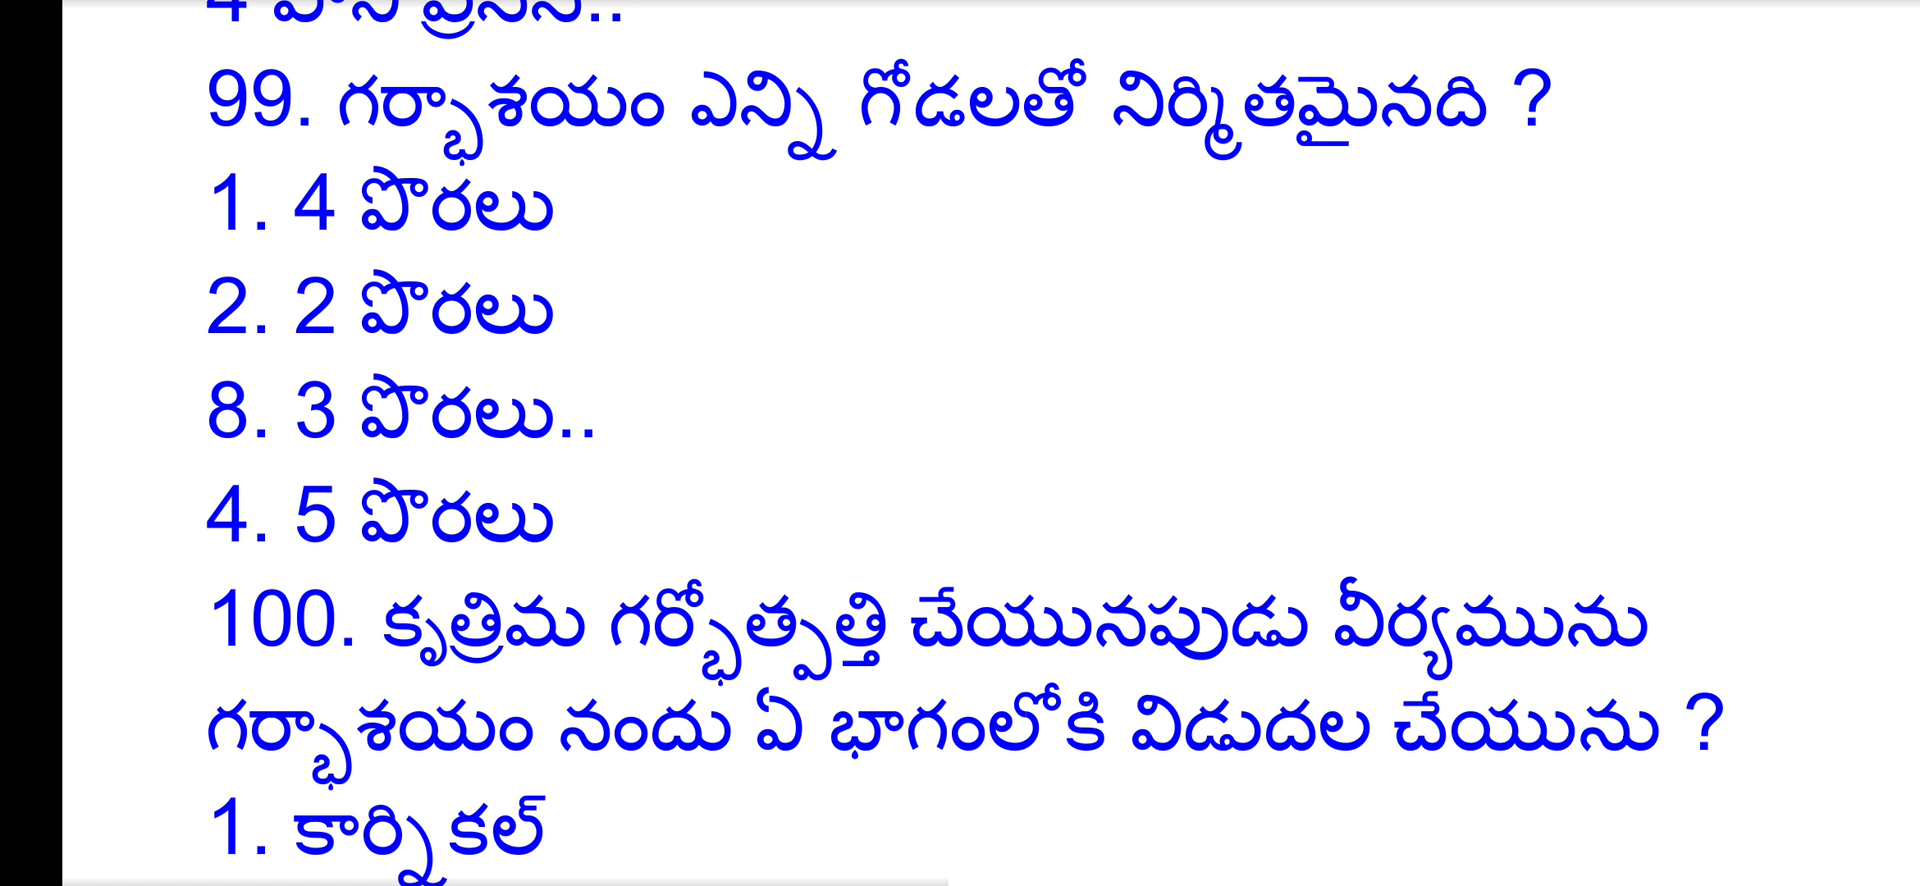 99. గర్భాశయం ఎన్ని గోడలతో నిర్మితమైనది ?
1. 4 పొరలు
2. 2 పొరలు
8. 3 పొరలు..
4. 5 పొరలు
100. కృత్రిమ గర్భోత్పత్తి చేయునపుడు వీర్యమును
గర్భాశయం నందు ఏ భాగంలోకి విడుదల చేయును ?
1. కార్నికల్